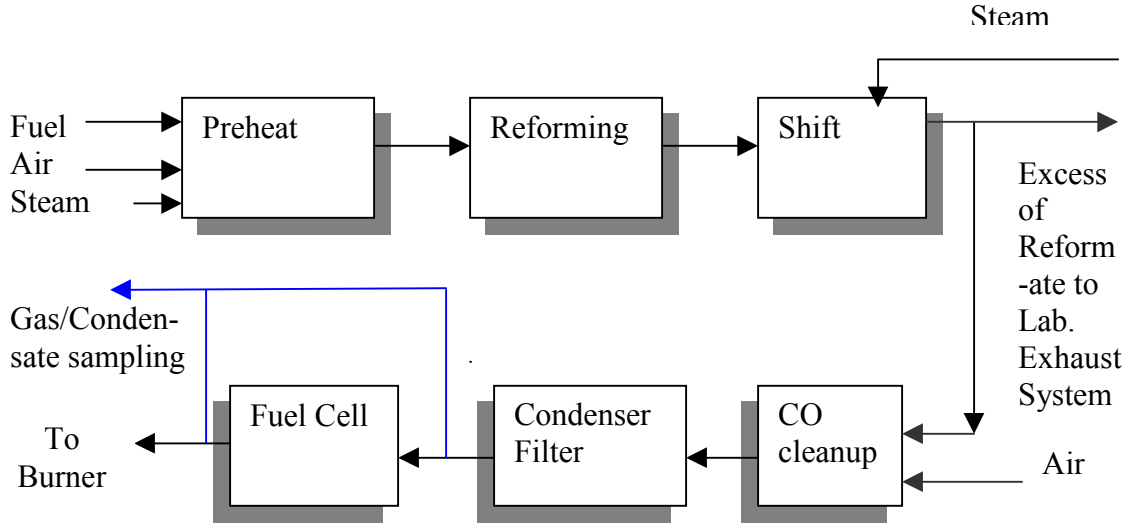 Steam
Fuel
Air
Steam
Preheat
Reforming
Shift
Excess
of
Reform
-ate to
Lab.
Exhaust
System
Gas/Conden-
sate sampling
To
Burner
Fuel Cell
Condenser
Filter
CO
cleanup
Air